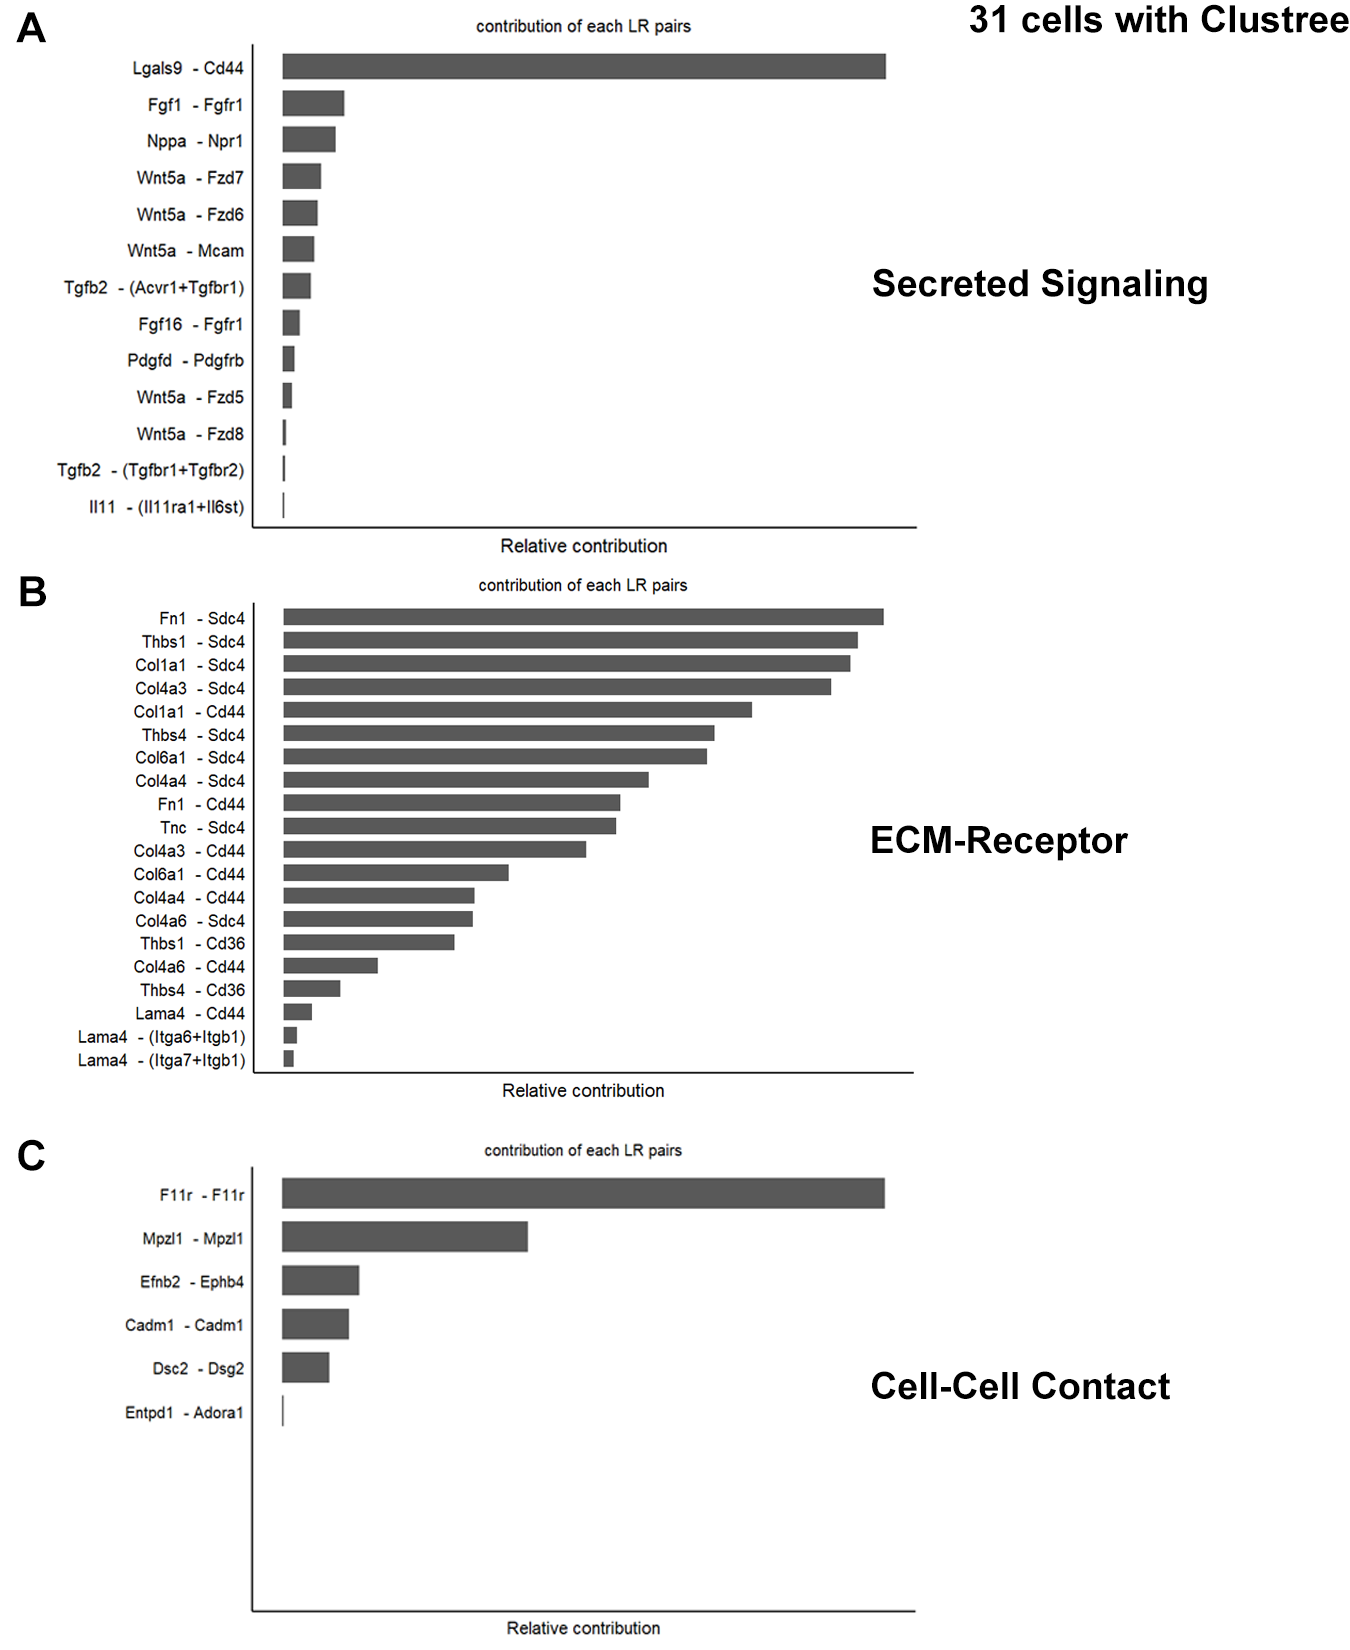 A
31 cells with Clustree
contribution of each LR pairs
Lgals9 - Cd44
Fgf1 - Fgfr1
Nppa - Npr1
Wnt5a - Fzd7
Wnt5a - Fzd6
Wnt5a - Mcam
Tgfb2 - (Acvr1+Tgfbr1)
Fgf16 - Fgfr1
Pdgfd - Pdgfrb
Wnt5a - Fzd5
Wnt5a - Fzd8
Tgfb2 - (Tgfbr1+Tgfbr2)
Il11 - (Il11ra1+Il6st)
Secreted Signaling
Relative contribution
B
contribution of each LR pairs
Fn1 - Sdc4
Thbs1 - Sdc4
Col1a1 - Sdc4
Col4a3 - Sdc4
Col1a1 - Cd44
Thbs4 - Sdc4
Col6a1 - Sdc4
Col4a4 - Sdc4
Fn1 - Cd44
Tnc - Sdc4
Col4a3 - Cd44
Col6a1 - Cd44
Col4a4 - Cd44
Col4a6 - Sdc4
Thbs1 - Cd36
Col4a6 - Cd44
Thbs4 - Cd36
Lama4 - Cd44
Lama4 - (Itga6+Itgb1)
Lama4 - (Itga7+Itgb1)
ECM-Receptor
Relative contribution
C
contribution of each LR pairs
F11r - F11r
Mpzl1 - Mpzl1
Efnb2 - Ephb4
Cadm1 - Cadm1
Dsc2 - Dsg2
Entpd1 - Adora1
Cell-Cell Contact
Relative contribution